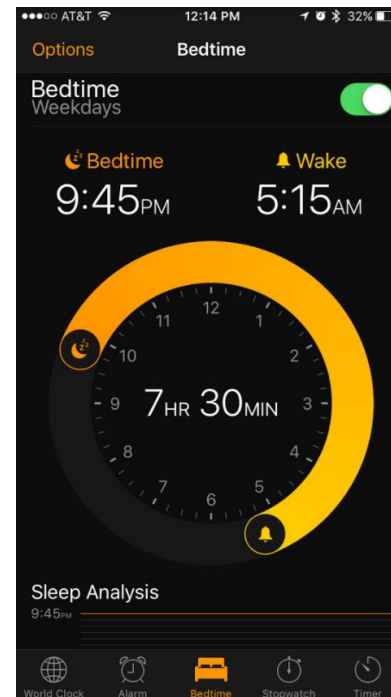 AT&T 12:14 PM 32%
Options Bedtime
Bedtime
Weekdays
Bedtime Wake
9:45PM 5:15AM
12
11 1
10 2
9 7HR 30MIN 3
8 4
7 5
6
Sleep Analysis
9:45PM
World Clock Alarm Bedtime Stopwatch Timer